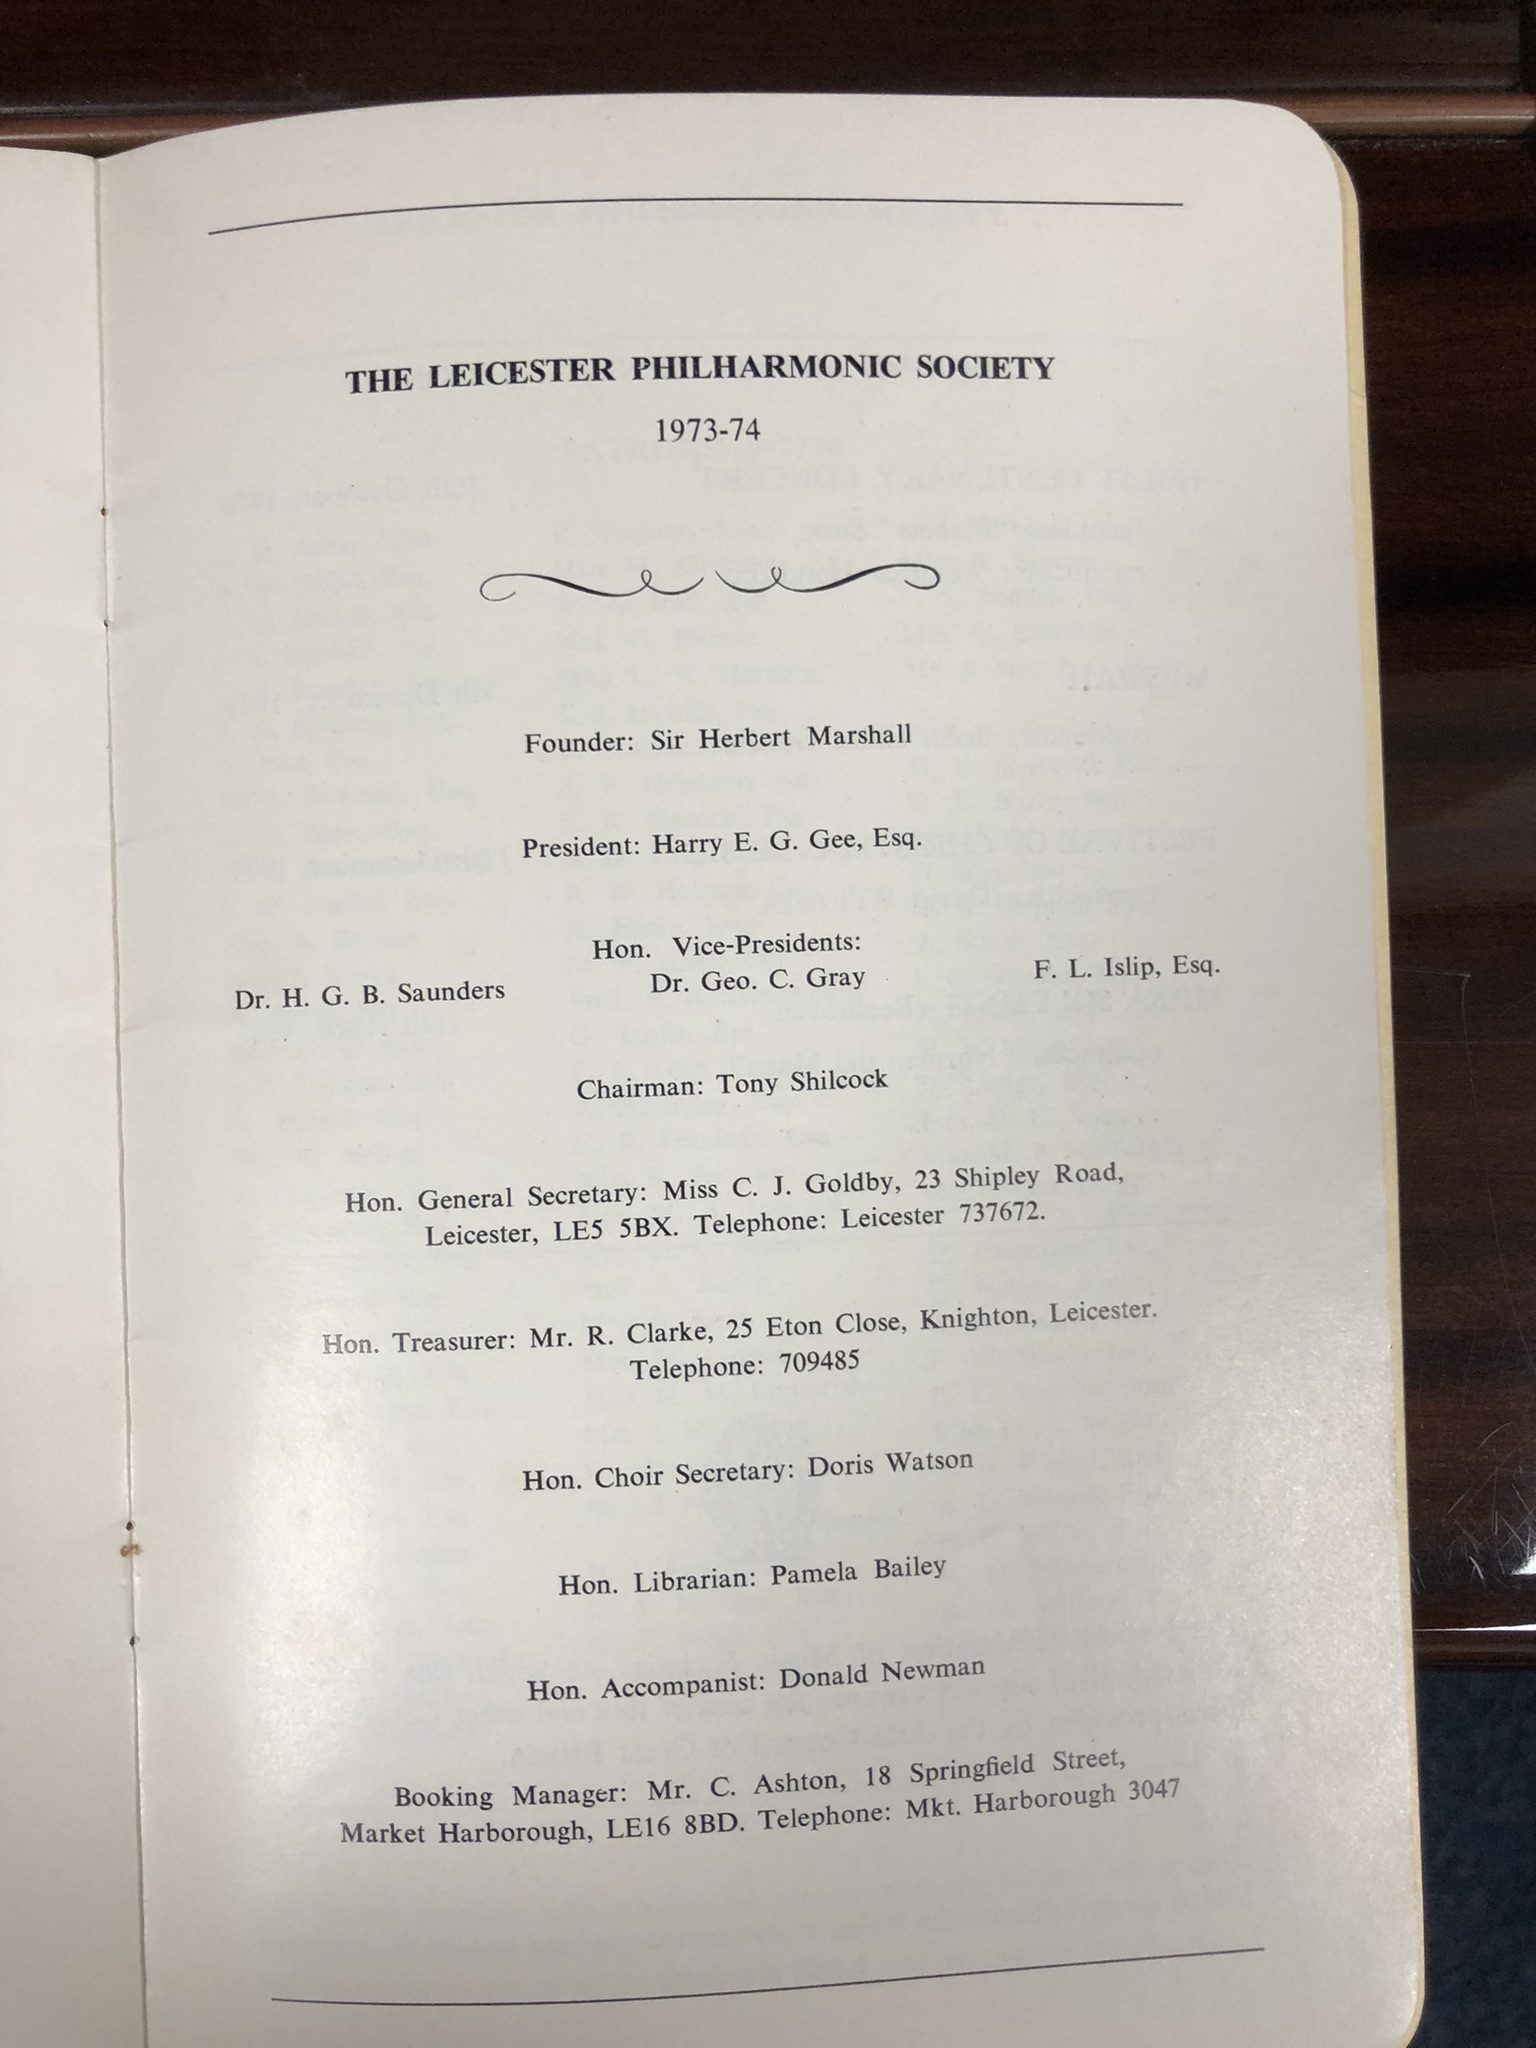 THE LEICESTER PHILHARMONIC SOCIETY
1973-74
Founder: Sir Herbert Marshall
President: Harry E. G. Gee, Esq.
Hon. Vice-Presidents:
Dr. H. G. B. Saunders Dr. Geo. C. Gray F. L. Islip, Esq.
Chairman: Tony Shilcock
Hon. General Secretary: Miss C. J. Goldby, 23 Shipley Road,
Leicester, LE5 5BX. Telephone: Leicester 737672.
Hon. Treasurer: Mr. R. Clarke, 25 Eton Close, Knighton, Leicester.
Telephone: 709485
Hon. Choir Secretary: Doris Watson
Hon. Librarian: Pamela Bailey
Hon. Accompanist: Donald Newman
Booking Manager: Mr. C. Ashton, 18 Springfield Street,
Market Harborough, LE16 8BD. Telephone: Mkt. Harborough 3047